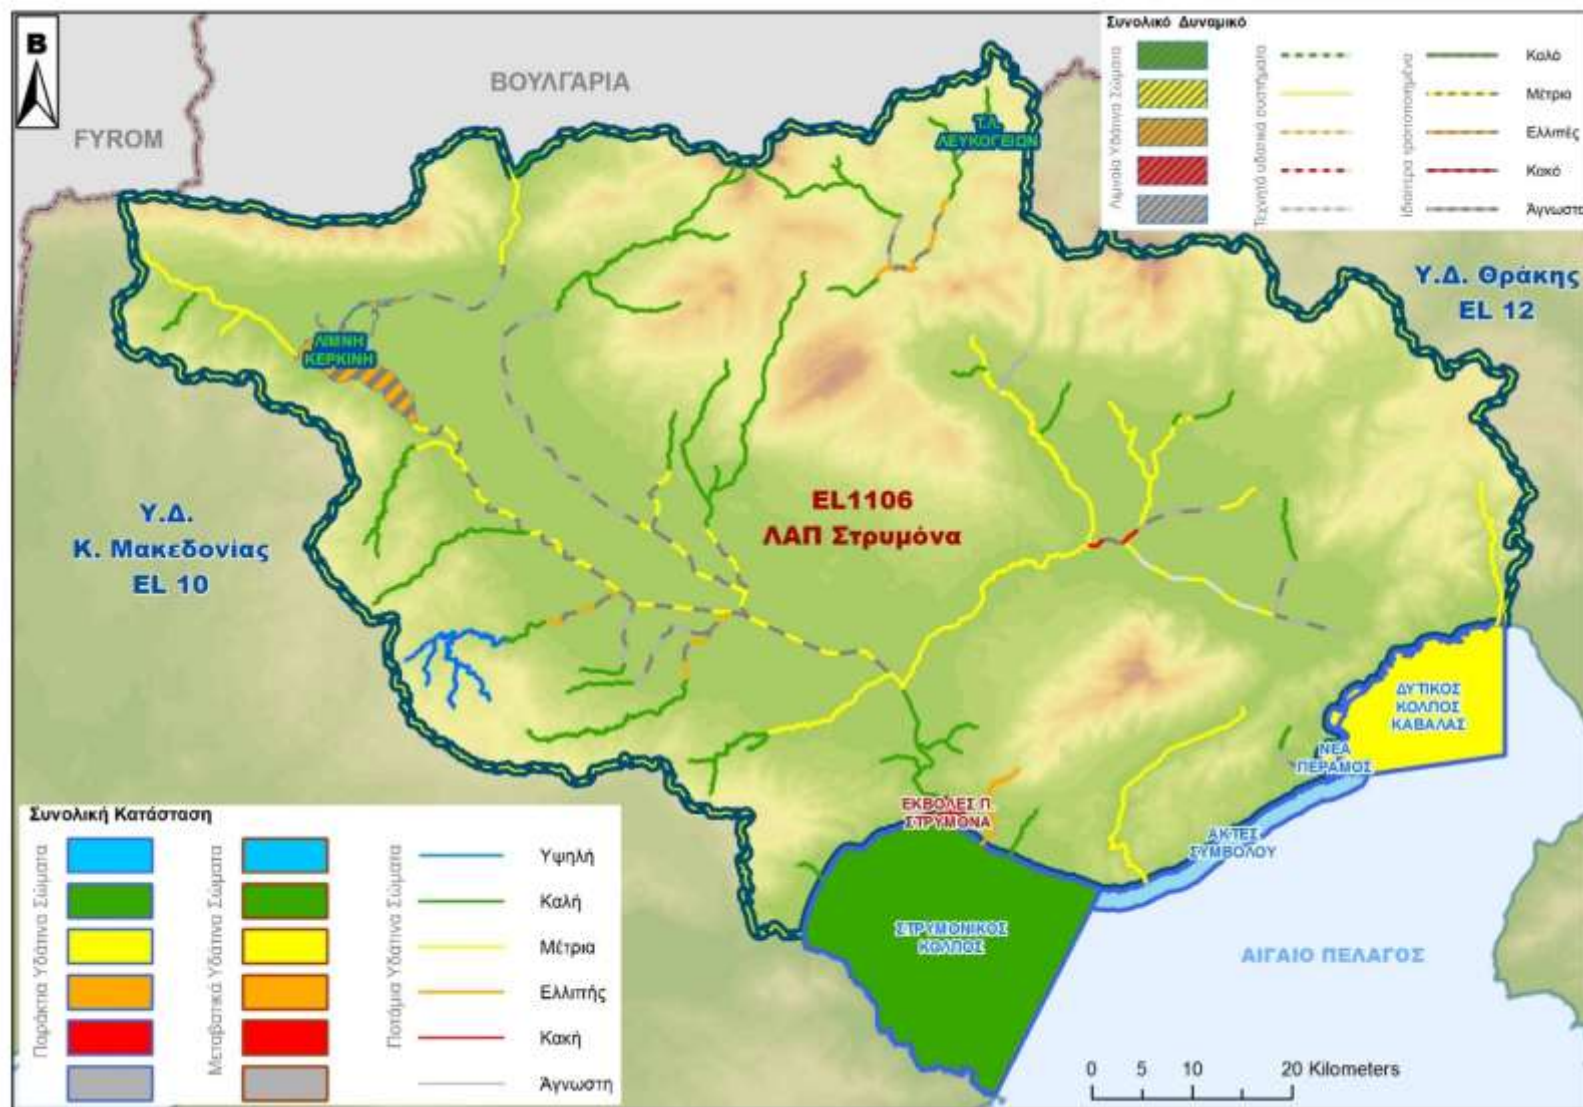 Β
FYROM
ΒΟΥΛΓΑΡΙΑ
Τ.Λ.
ΛΕΥΚΟΓΕΙΩΝ
Συνολικό Δυναμικό
Λιμναία Υδάτινα Σώματα
Τεχνητά υδατικά συστήματα
Ιδιαίτερα τροποποιημένα
Καλό
Μέτριο
Ελλιπές
Κακό
Άγνωστο
Υ.Δ. Θράκης
EL 12
ΛΙΜΝΗ
ΚΕΡΚΙΝΗ
Υ.Δ.
Κ. Μακεδονίας
EL 10
EL1106
ΛΑΠ Στρυμόνα
ΔΥΤΙΚΟΣ
ΚΟΛΠΟΣ
ΚΑΒΑΛΑΣ
ΝΕΑ
ΠΕΡΑΜΟΣ
ΕΚΒΟΛΕΣ Π.
ΣΤΡΥΜΟΝΑ
ΑΚΤΕΣ
ΣΥΜΒΟΛΟΥ
ΣΤΡΥΜΟΝΙΚΟΣ
ΚΟΛΠΟΣ
ΑΙΓΑΙΟ ΠΕΛΑΓΟΣ
Συνολική Κατάσταση
Παράκτια Υδάτινα Σώματα
Μεταβατικά Υδάτινα Σώματα
Ποτάμια Υδάτινα Σώματα
Υψηλή
Καλή
Μέτρια
Ελλιπής
Κακή
Άγνωστη
0 5 10 20 Kilometers